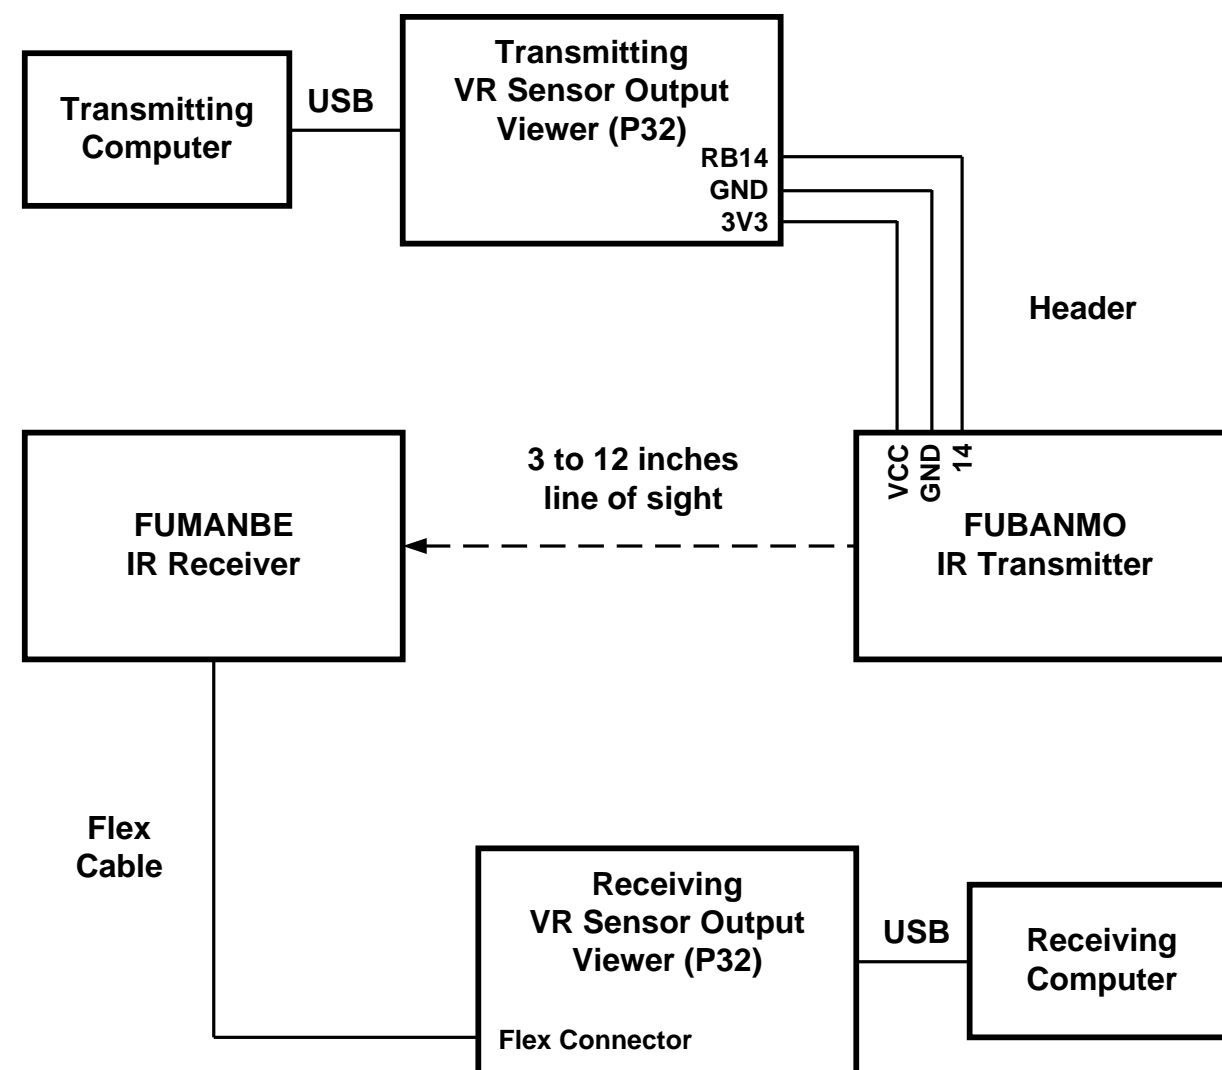 Transmitting
Computer
USB
Transmitting
VR Sensor Output
Viewer (P32)
RB14
GND
3V3
Header
FUMANBE
IR Receiver
3 to 12 inches
line of sight
VCC
GND
14
FUBANMO
IR Transmitter
Flex
Cable
Receiving
VR Sensor Output
Viewer (P32)
Flex Connector
USB
Receiving
Computer